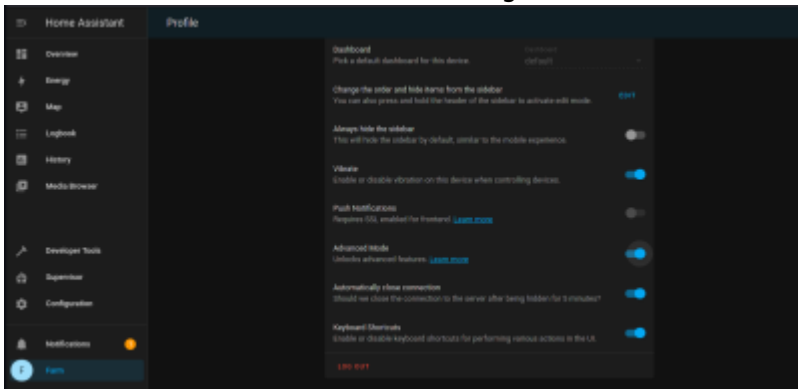 Home Assistant
Profile
Overview
Energy
Map
Logbook
History
Media Browser
Developer Tools
Supervisor
Configuration
Notifications
F
Farm
Dashboard
Pick a default dashboard for this device.
Dashboard
default
Change the order and hide items from the sidebar
You can also press and hold the header of the sidebar to activate edit mode.
EDIT
Always hide the sidebar
This will hide the sidebar by default, similar to the mobile experience.
Vibrate
Enable or disable vibration on this device when controlling devices.
Push Notifications
Requires SSL enabled for frontend. Learn more
Advanced Mode
Unlocks advanced features. Learn more
Automatically close connection
Should we close the connection to the server after being hidden for 5 minutes?
Keyboard Shortcuts
Enable or disable keyboard shortcuts for performing various actions in the UI.
LOG OUT